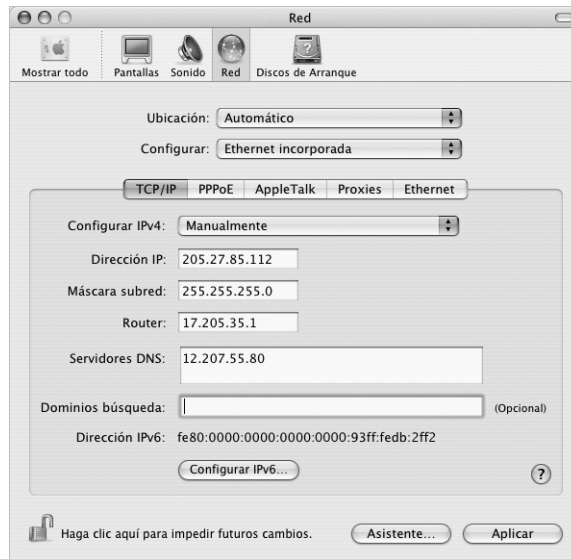 Red
Mostrar todo Pantallas Sonido Red Discos de Arranque
Ubicación: Automático
Configurar: Ethernet incorporada
TCP/IP PPPoE AppleTalk Proxies Ethernet
Configurar IPv4: Manualmente
Dirección IP: 205.27.85.112
Máscara subred: 255.255.255.0
Router: 17.205.35.1
Servidores DNS: 12.207.55.80
Dominios búsqueda: (Opcional)
Dirección IPv6: fe80:0000:0000:0000:0000:93ff:fedb:2ff2
Configurar IPv6... ?
Haga clic aquí para impedir futuros cambios. Asistente... Aplicar